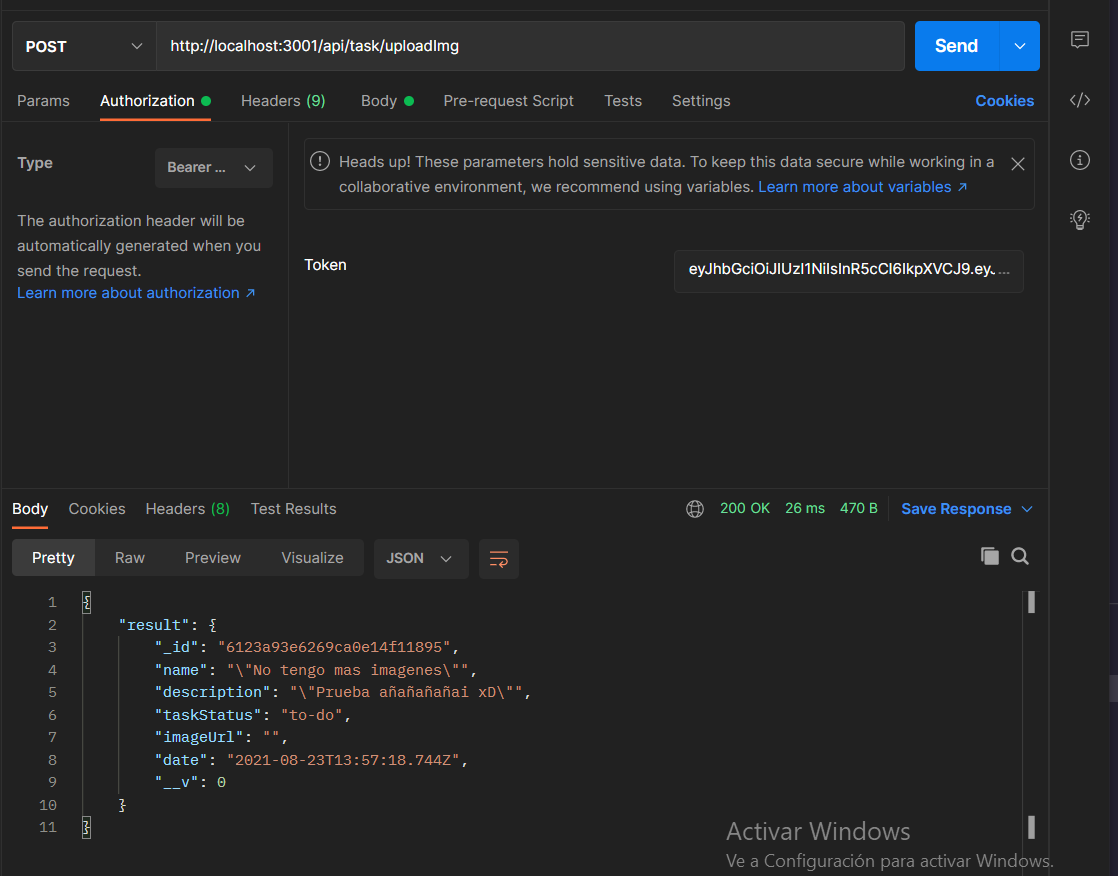 POST http://localhost:3001/api/task/uploadImg Send
Params Authorization Headers (9) Body Pre-request Script Tests Settings Cookies
Type Bearer ...
Heads up! These parameters hold sensitive data. To keep this data secure while working in a
collaborative environment, we recommend using variables. Learn more about variables ↗
The authorization header will be
automatically generated when you
send the request.
Learn more about authorization ↗
Token eyJhbGciOiJIUzI1NiIsInR5cCI6IkpXVCJ9.eyJ...
Body Cookies Headers (8) Test Results 200 OK 26 ms 470 B Save Response
Pretty Raw Preview Visualize JSON
1 {
2 "result": {
3 "_id": "6123a93e6269ca0e14f11895",
4 "name": "\"No tengo mas imagenes\"",
5 "description": "\"Prueba añañañañai xD\"",
6 "taskStatus": "to-do",
7 "imageUrl": "",
8 "date": "2021-08-23T13:57:18.744Z",
9 "__v": 0
10 }
11 }
Activar Windows
Ve a Configuración para activar Windows.